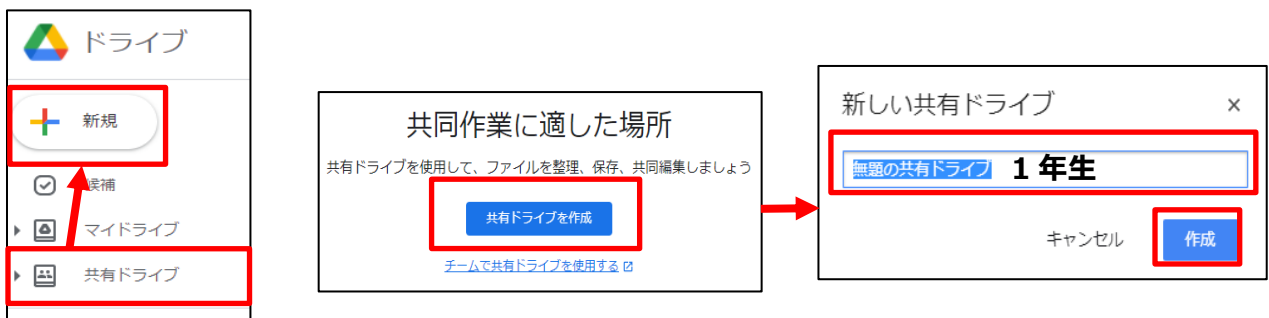 ドライブ
新規
候補
マイドライブ
共有ドライブ
共同作業に適した場所
共有ドライブを使用して、ファイルを整理、保存、共同編集しましょう
共有ドライブを作成
チームで共有ドライブを使用する
新しい共有ドライブ ×
無題の共有ドライブ 1年生
キャンセル 作成